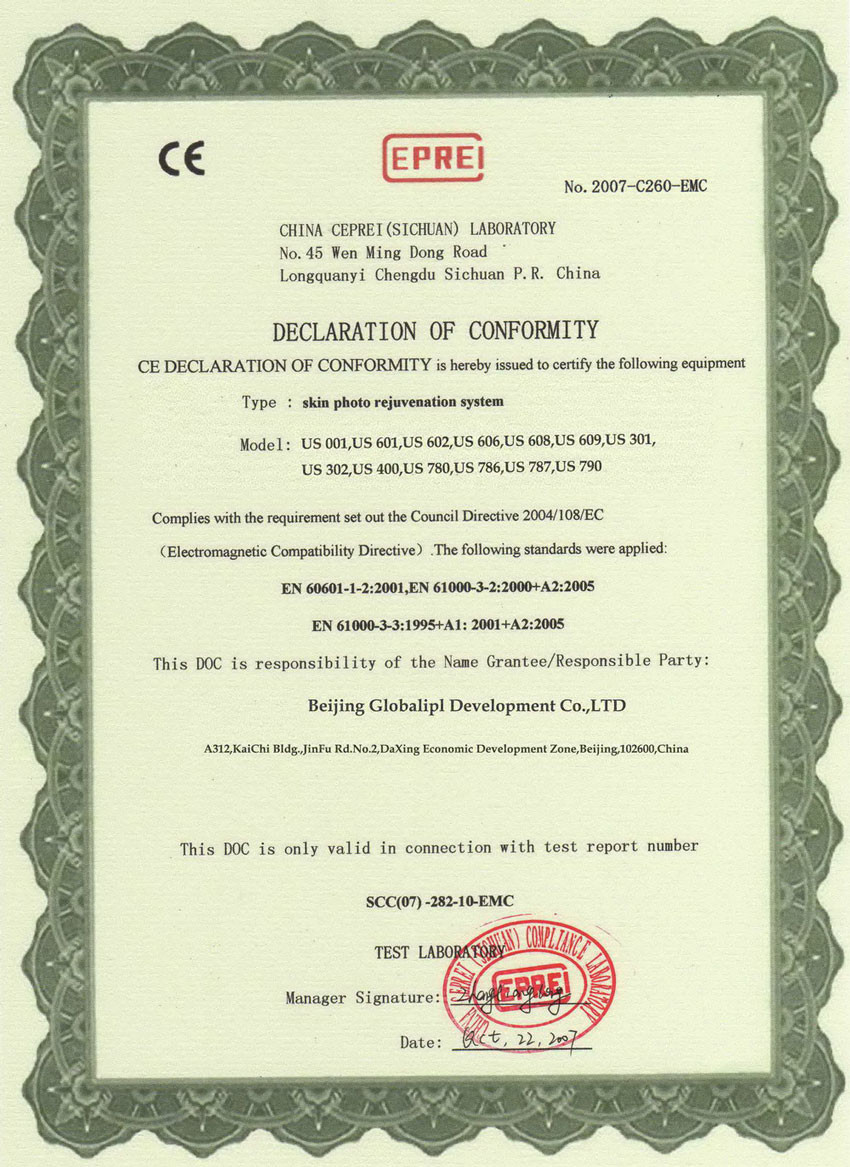 CE
EPREI
No. 2007-C260-EMC
CHINA CEPREI(SICHUAN) LABORATORY
No. 45 Wen Ming Dong Road
Longquanyi Chengdu Sichuan P.R. China
DECLARATION OF CONFORMITY
CE DECLARATION OF CONFORMITY is hereby issued to certify the following equipment
Type : skin photo rejuvenation system
Model: US 001,US 601,US 602,US 606,US 608,US 609,US 301,
US 302,US 400,US 780,US 786,US 787,US 790
Complies with the requirement set out the Council Directive 2004/108/EC
(Electromagnetic Compatibility Directive) .The following standards were applied:
EN 60601-1-2:2001,EN 61000-3-2:2000+A2:2005
EN 61000-3-3:1995+A1: 2001+A2:2005
This DOC is responsibility of the Name Grantee/Responsible Party:
Beijing Globalipl Development Co.,LTD
A312,KaiChi Bldg.,JinFu Rd.No.2,DaXing Economic Development Zone,Beijing,102600,China
This DOC is only valid in connection with test report number
SCC(07) -282-10-EMC
TEST LABORATORY
(SICHUAN) COMPLIANCE LABORATORY
EPREI
Manager Signature:
Date: Oct, 22, 2007